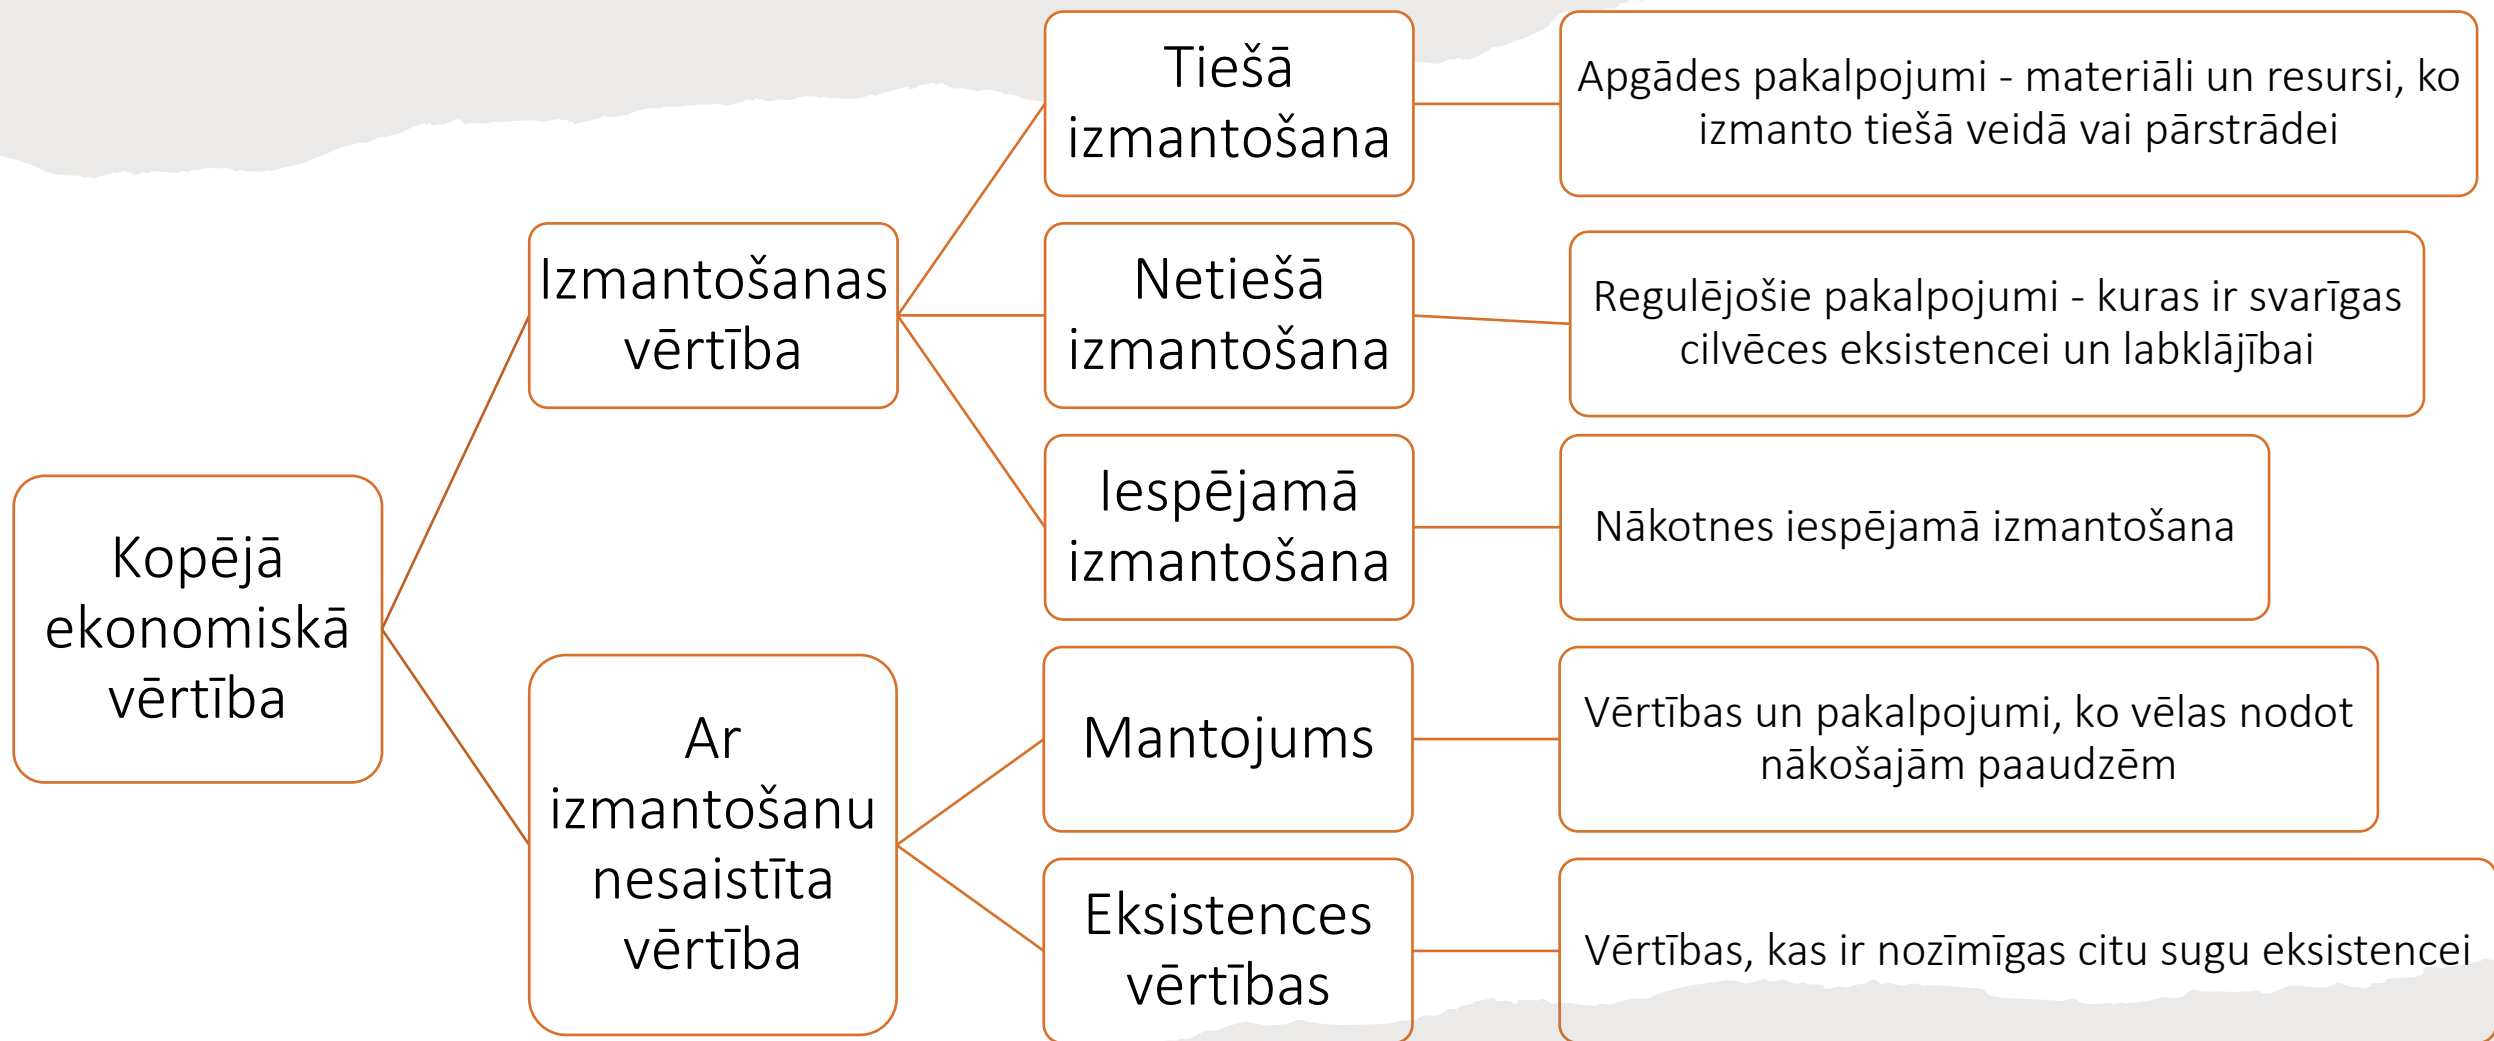 Kopējā
ekonomiskā
vērtība
Izmantošanas
vērtība
Tiešā
izmantošana
Apgādes pakalpojumi - materiāli un resursi, ko
izmanto tiešā veidā vai pārstrādei
Netiešā
izmantošana
Regulējošie pakalpojumi - kuras ir svarīgas
cilvēces eksistencei un labklājībai
Iespējamā
izmantošana
Nākotnes iespējamā izmantošana
Ar
izmantošanu
nesaistīta
vērtība
Mantojums
Vērtības un pakalpojumi, ko vēlas nodot
nākošajām paaudzēm
Eksistences
vērtības
Vērtības, kas ir nozīmīgas citu sugu eksistencei